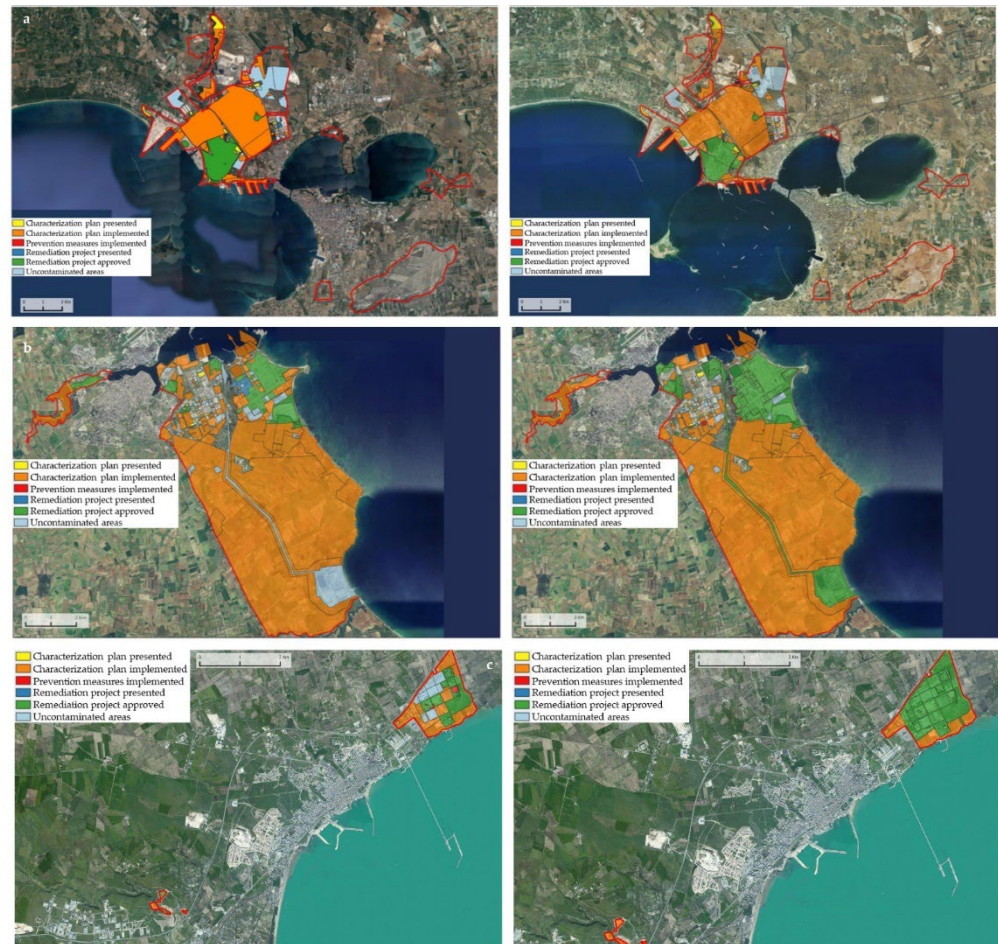 a
Characterization plan presented
Characterization plan implemented
Prevention measures implemented
Remediation project presented
Remediation project approved
Uncontaminated areas
Characterization plan presented
Characterization plan implemented
Prevention measures implemented
Remediation project presented
Remediation project approved
Uncontaminated areas
b
Characterization plan presented
Characterization plan implemented
Prevention measures implemented
Remediation project presented
Remediation project approved
Uncontaminated areas
Characterization plan presented
Characterization plan implemented
Prevention measures implemented
Remediation project presented
Remediation project approved
Uncontaminated areas
c
Characterization plan presented
Characterization plan implemented
Prevention measures implemented
Remediation project presented
Remediation project approved
Uncontaminated areas
Characterization plan presented
Characterization plan implemented
Prevention measures implemented
Remediation project presented
Remediation project approved
Uncontaminated areas